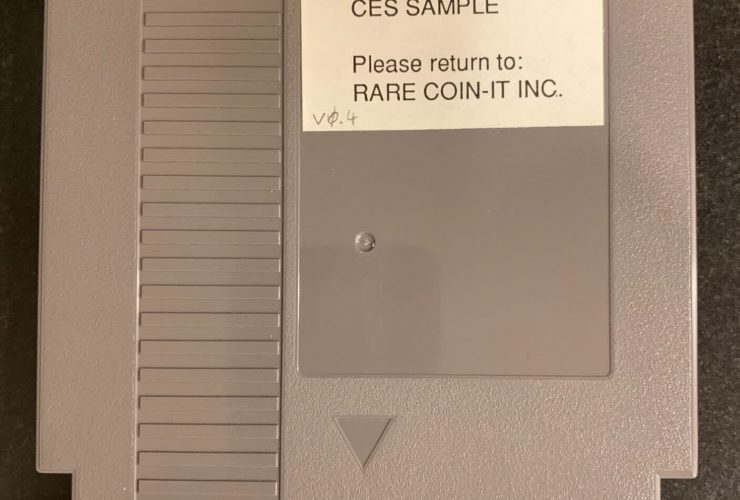 CES SAMPLE
Please return to:
RARE COIN-IT INC.
vø.4